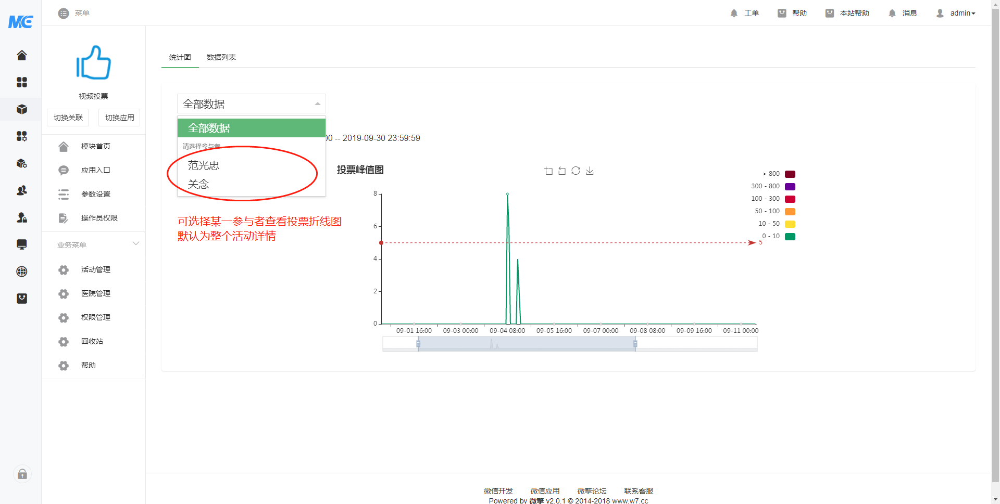 ME
菜单
工单
帮助
本站帮助
消息
admin
视频投票
切换关联
切换应用
模块首页
应用入口
参数设置
操作员权限
业务菜单
活动管理
医院管理
权限管理
回收站
帮助
统计图
数据列表
全部数据
全部数据
请选择参与者
范光忠
关念
00 -- 2019-09-30 23:59:59
可选择某一参与者查看投票折线图
默认为整个活动详情
投票峰值图
> 800
300 - 800
100 - 300
50 - 100
10 - 50
0 - 10
5
8
6
4
2
0
09-01 16:00
09-03 00:00
09-04 08:00
09-05 16:00
09-07 00:00
09-08 08:00
09-09 16:00
09-11 00:00
微信开发 微信应用 微擎论坛 联系客服
Powered by 微擎 v2.0.1 © 2014-2018 www.w7.cc